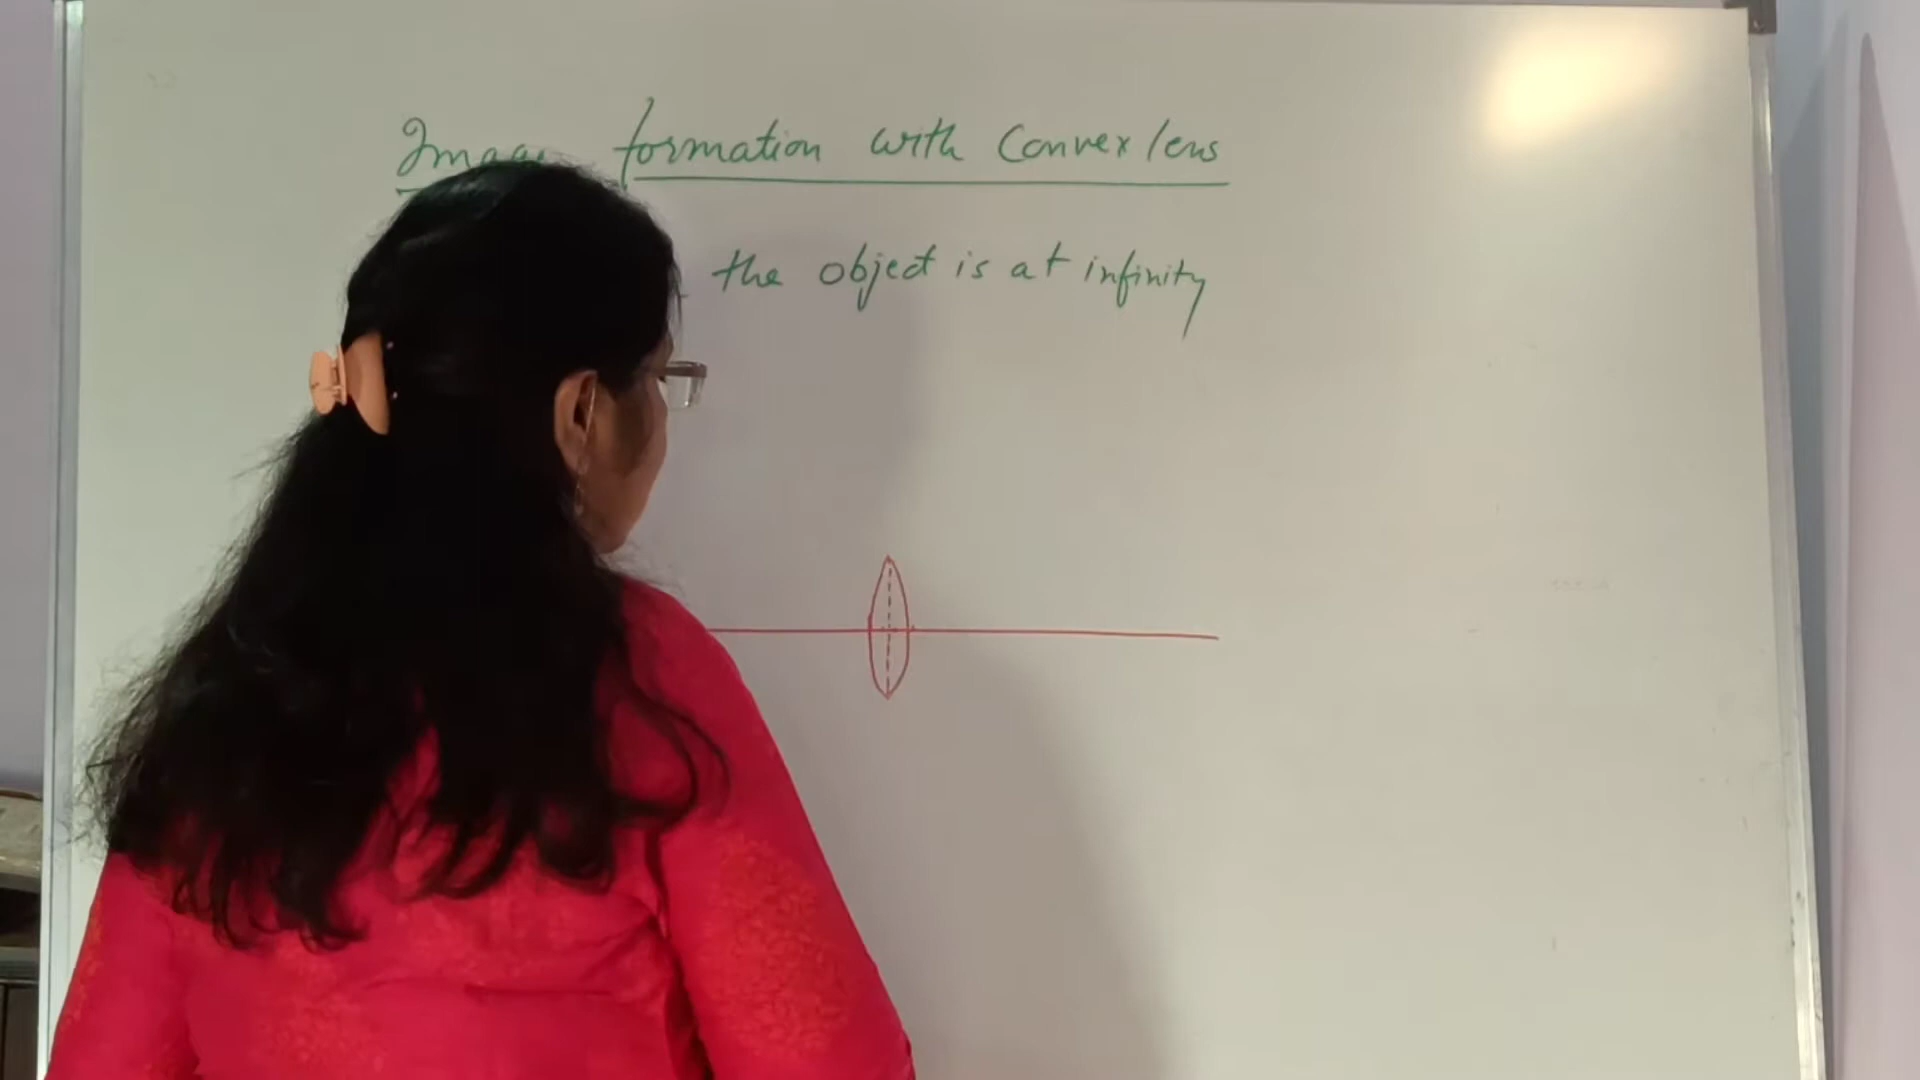 Image formation with Convex lens
the object is at infinity